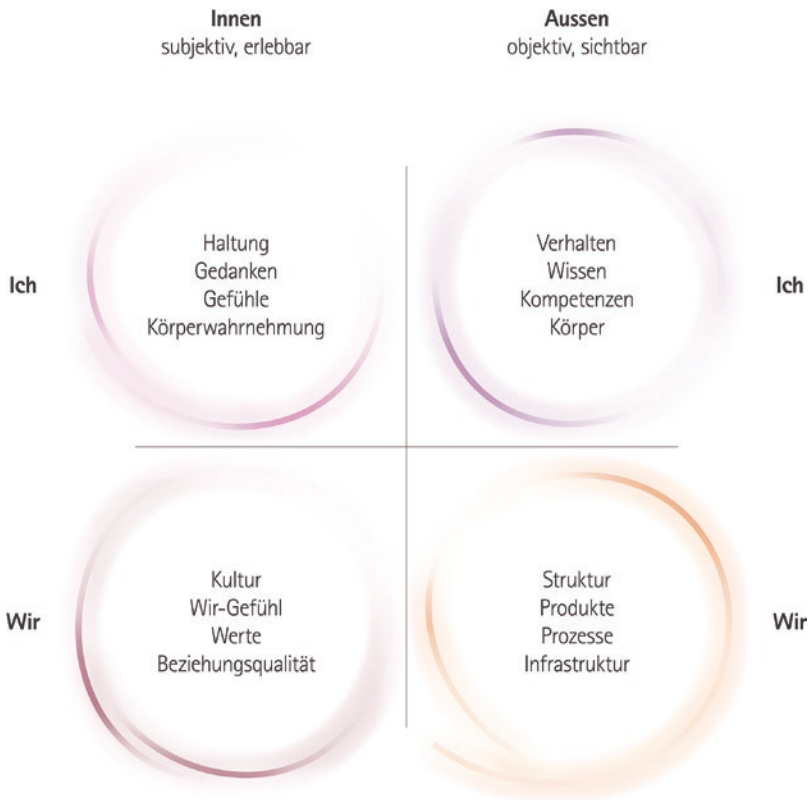 Innen
subjektiv, erlebbar
Aussen
objektiv, sichtbar
Ich
Haltung
Gedanken
Gefühle
Körperwahrnehmung
Verhalten
Wissen
Kompetenzen
Körper
Ich
Wir
Kultur
Wir-Gefühl
Werte
Beziehungsqualität
Struktur
Produkte
Prozesse
Infrastruktur
Wir